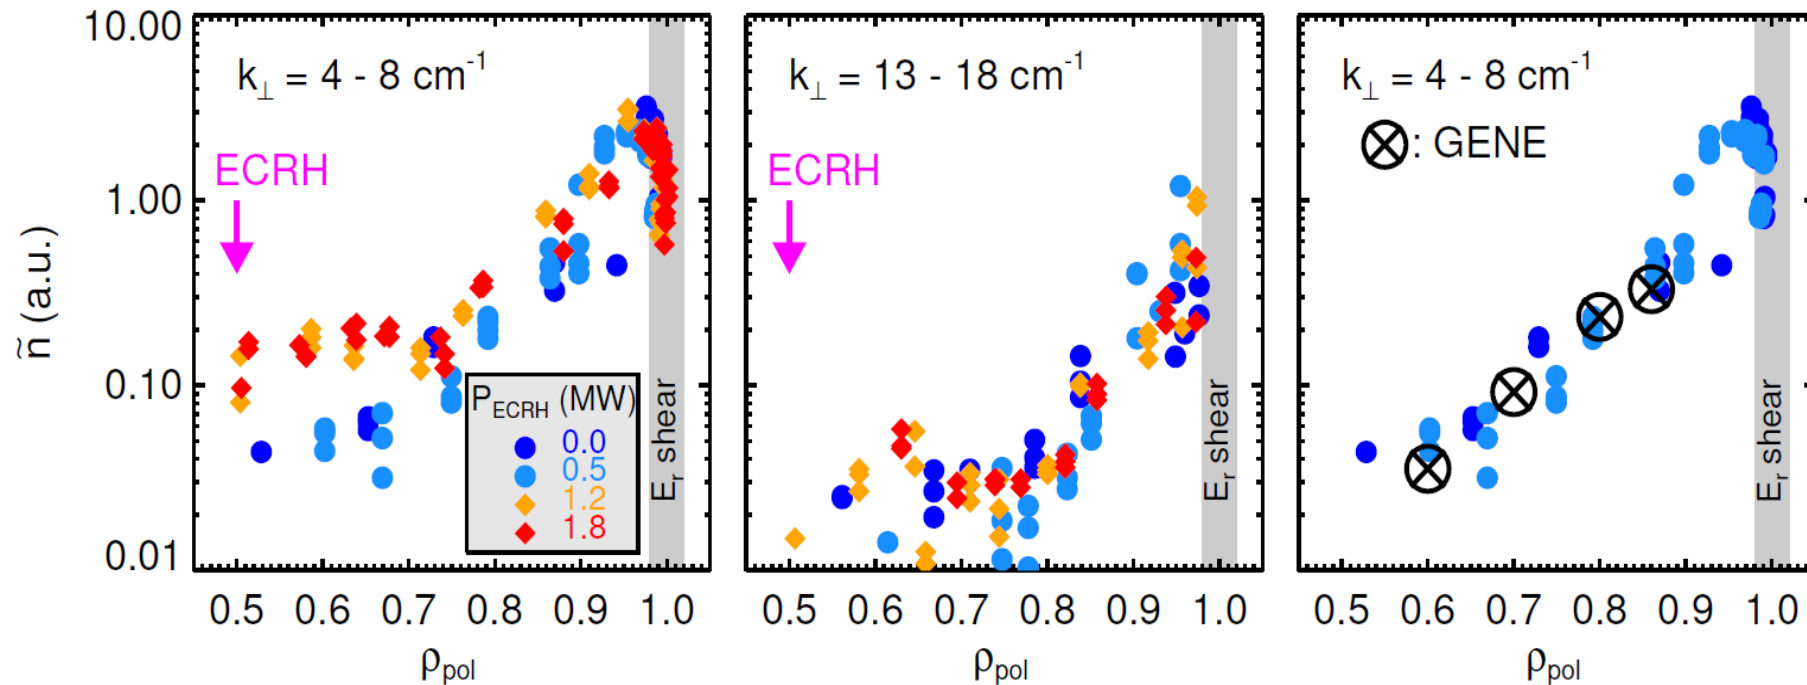 10.00
1.00
0.10
0.01
ñ (a.u.)
k⊥ = 4 - 8 cm-1
ECRH
PECRH (MW)
0.0
0.5
1.2
1.8
Er shear
0.5 0.6 0.7 0.8 0.9 1.0
ρpol
k⊥ = 13 - 18 cm-1
ECRH
Er shear
0.5 0.6 0.7 0.8 0.9 1.0
ρpol
k⊥ = 4 - 8 cm-1
: GENE
Er shear
0.5 0.6 0.7 0.8 0.9 1.0
ρpol